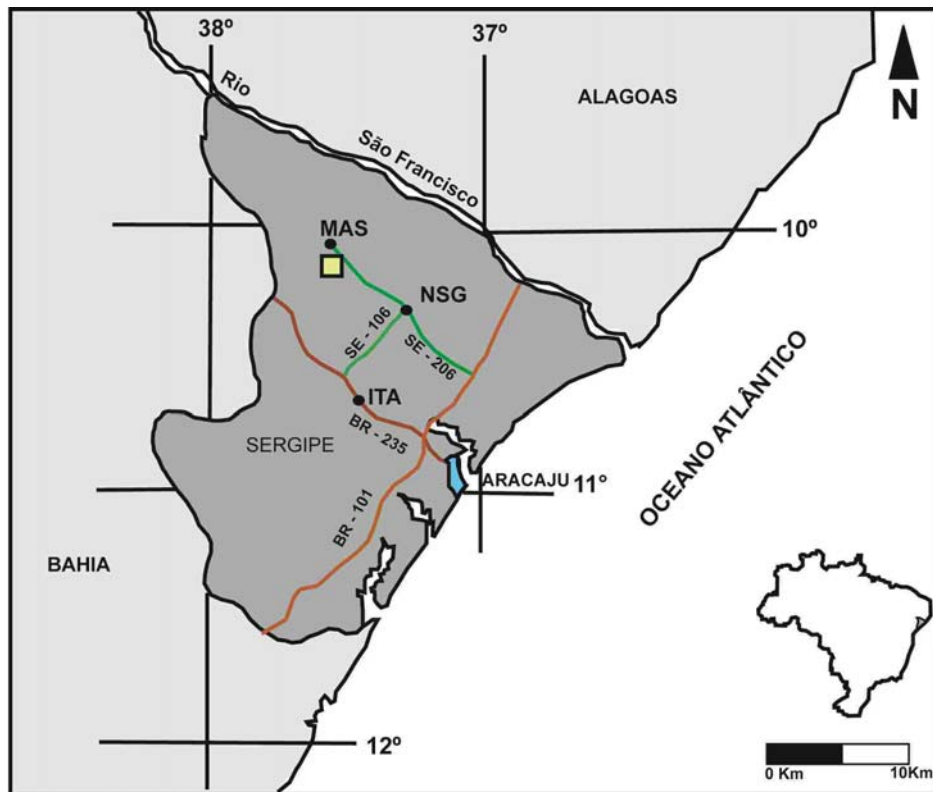 38º
37º
Rio
São Francisco
ALAGOAS
N
10º
MAS
NSG
SE - 106
SE - 206
ITA
BR - 235
SERGIPE
ARACAJU
11º
BR - 101
OCEANO ATLÂNTICO
BAHIA
12º
0 Km
10Km